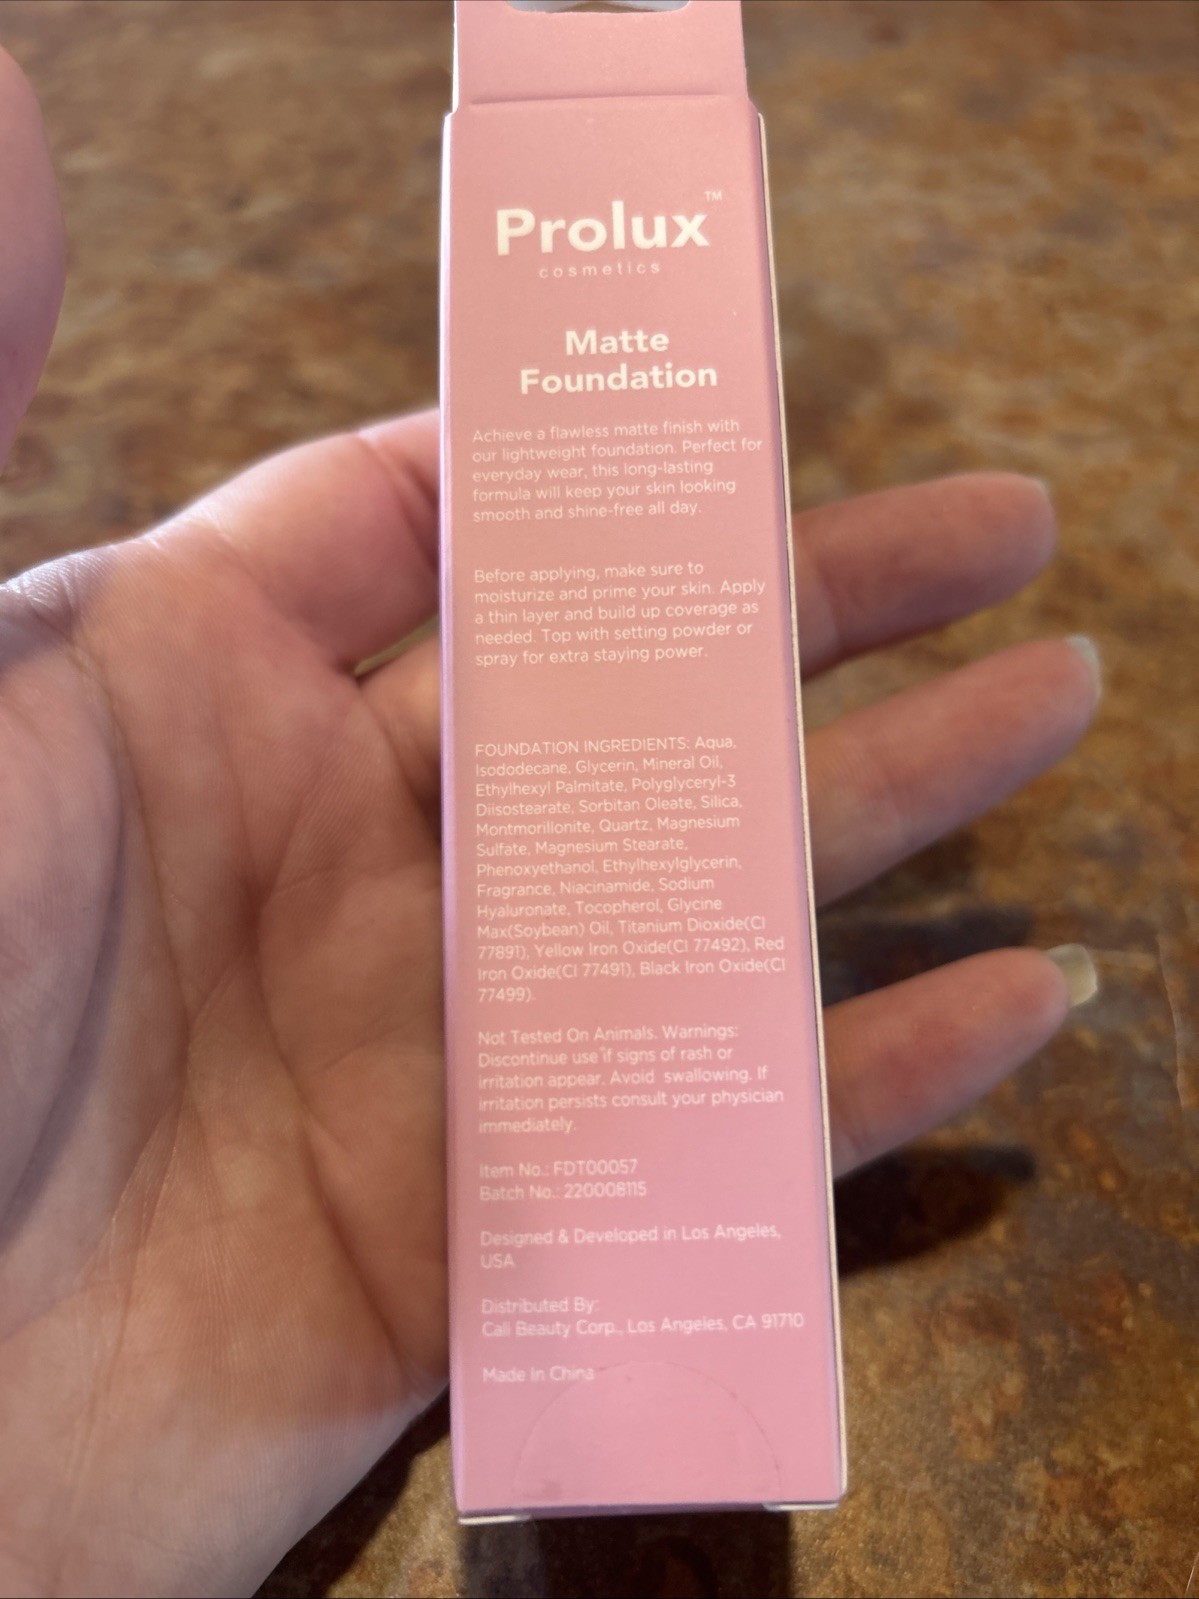 Prolux™
cosmetics
Matte
Foundation
Achieve a flawless matte finish with
our lightweight foundation. Perfect for
everyday wear, this long-lasting
formula will keep your skin looking
smooth and shine-free all day.
Before applying, make sure to
moisturize and prime your skin. Apply
a thin layer and build up coverage as
needed. Top with setting powder or
spray for extra staying power.
FOUNDATION INGREDIENTS: Aqua,
Isododecane, Glycerin, Mineral Oil,
Ethylhexyl Palmitate, Polyglyceryl-3
Diisostearate, Sorbitan Oleate, Silica,
Montmorillonite, Quartz, Magnesium
Sulfate, Magnesium Stearate,
Phenoxyethanol, Ethylhexylglycerin,
Fragrance, Niacinamide, Sodium
Hyaluronate, Tocopherol, Glycine
Max(Soybean) Oil, Titanium Dioxide(CI
77891), Yellow Iron Oxide(CI 77492), Red
Iron Oxide(CI 77491), Black Iron Oxide(CI
77499).
Not Tested On Animals. Warnings:
Discontinue use if signs of rash or
irritation appear. Avoid swallowing. If
irritation persists consult your physician
immediately.
Item No.: FDT00057
Batch No.: 220008115
Designed & Developed in Los Angeles,
USA
Distributed By:
Cali Beauty Corp., Los Angeles, CA 91710
Made In China